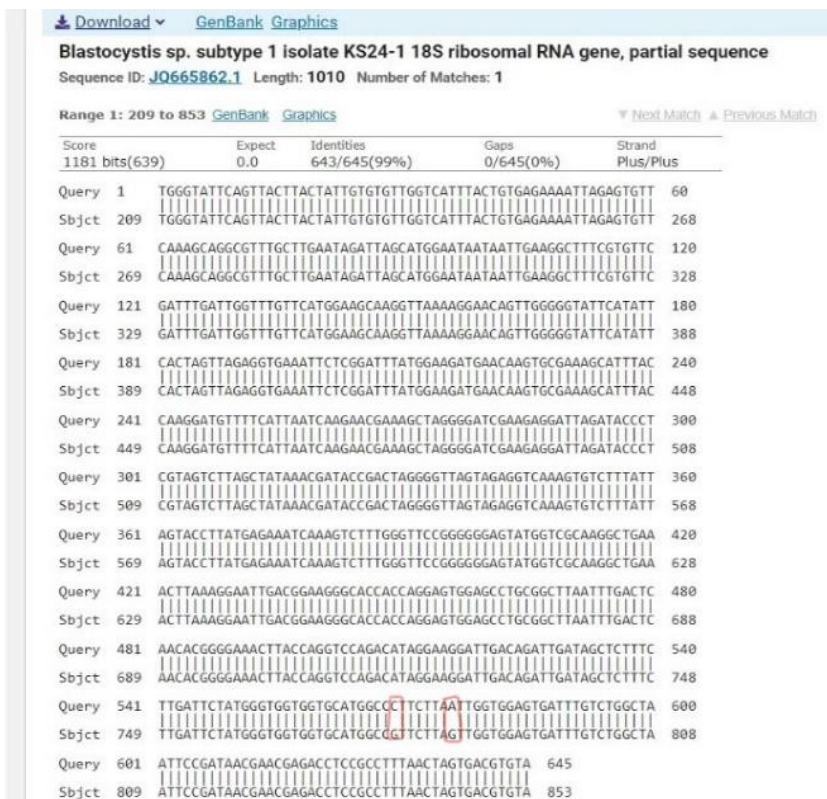 Download GenBank Graphics
Blastocystis sp. subtype 1 isolate KS24-1 18S ribosomal RNA gene, partial sequence
Sequence ID: JQ665862.1 Length: 1010 Number of Matches: 1
Range 1: 209 to 853 GenBank Graphics ▼ Next Match ▲ Previous Match
Score Expect Identities Gaps Strand
1181 bits(639) 0.0 643/645(99%) 0/645(0%) Plus/Plus
Query 1 TGGGTATTCAGTTACTTACTATTGTGTGTTGGTCATTTACTGTGAGAAAATTAGAGTGTT 60
Sbjct 209 TGGGTATTCAGTTACTTACTATTGTGTGTTGGTCATTTACTGTGAGAAAATTAGAGTGTT 268
Query 61 CAAAGCAGGCGTTTGCTTGAATAGATTAGCATGGAATAATAATTGAAGGCTTTCGTGTTC 120
Sbjct 269 CAAAGCAGGCGTTTGCTTGAATAGATTAGCATGGAATAATAATTGAAGGCTTTCGTGTTC 328
Query 121 GATTTGATTGGTTTGTTCATGGAAGCAAGGTTAAAAGGAACAGTTGGGGGTATTCATATT 180
Sbjct 329 GATTTGATTGGTTTGTTCATGGAAGCAAGGTTAAAAGGAACAGTTGGGGGTATTCATATT 388
Query 181 CACTAGTTAGAGGTGAAATTCTCGGATTTATGGAAGATGAACAAGTGCGAAAGCATTTAC 240
Sbjct 389 CACTAGTTAGAGGTGAAATTCTCGGATTTATGGAAGATGAACAAGTGCGAAAGCATTTAC 448
Query 241 CAAGGATGTTTTCATTAATCAAGAACGAAAGCTAGGGGATCGAAGAGGATTAGATACCCT 300
Sbjct 449 CAAGGATGTTTTCATTAATCAAGAACGAAAGCTAGGGGATCGAAGAGGATTAGATACCCT 508
Query 301 CGTAGTCTTAGCTATAAACGATACCGACTAGGGGTTAGTAGAGGTCAAAGTGTCTTTATT 360
Sbjct 509 CGTAGTCTTAGCTATAAACGATACCGACTAGGGGTTAGTAGAGGTCAAAGTGTCTTTATT 568
Query 361 AGTACCTTATGAGAAATCAAAGTCTTTGGGTTCCGGGGGGAGTATGGTCGCAAGGCTGAA 420
Sbjct 569 AGTACCTTATGAGAAATCAAAGTCTTTGGGTTCCGGGGGGAGTATGGTCGCAAGGCTGAA 628
Query 421 ACTTAAAGGAATTGACGGAAGGGCACCACCAGGAGTGGAGCCTGCGGCTTAATTTGACTC 480
Sbjct 629 ACTTAAAGGAATTGACGGAAGGGCACCACCAGGAGTGGAGCCTGCGGCTTAATTTGACTC 688
Query 481 AACACGGGGAAACTTACCAGGTCCAGACATAGGAAGGATTGACAGATTGATAGCTCTTTC 540
Sbjct 689 AACACGGGGAAACTTACCAGGTCCAGACATAGGAAGGATTGACAGATTGATAGCTCTTTC 748
Query 541 TTGATTCTATGGGTGGTGGTGCATGGCCCTTCTTAATTGGTGGAGTGATTTGTCTGGCTA 600
Sbjct 749 TTGATTCTATGGGTGGTGGTGCATGGCCGTTCTTAGTTGGTGGAGTGATTTGTCTGGCTA 808
Query 601 ATTCCGATAACGAACGAGACCTCCGCCTTTAACTAGTGACGTGTA 645
Sbjct 809 ATTCCGATAACGAACGAGACCTCCGCCTTTAACTAGTGACGTGTA 853